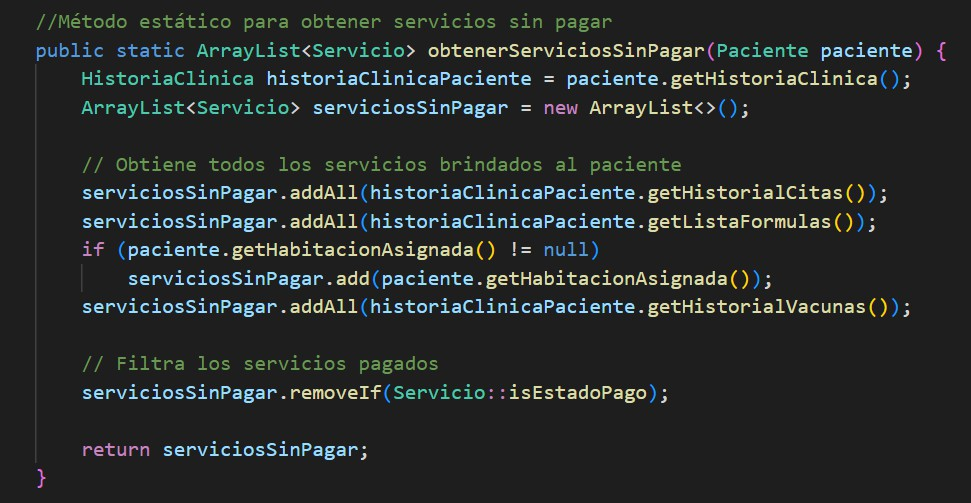 //Método estático para obtener servicios sin pagar
public static ArrayList<Servicio> obtenerServiciosSinPagar(Paciente paciente) {
HistoriaClinica historiaClinicaPaciente = paciente.getHistoriaClinica();
ArrayList<Servicio> serviciosSinPagar = new ArrayList<>();
// Obtiene todos los servicios brindados al paciente
serviciosSinPagar.addAll(historiaClinicaPaciente.getHistorialCitas());
serviciosSinPagar.addAll(historiaClinicaPaciente.getListaFormulas());
if (paciente.getHabitacionAsignada() != null)
serviciosSinPagar.add(paciente.getHabitacionAsignada());
serviciosSinPagar.addAll(historiaClinicaPaciente.getHistorialVacunas());
// Filtra los servicios pagados
serviciosSinPagar.removeIf(Servicio::isEstadoPago);
return serviciosSinPagar;
}